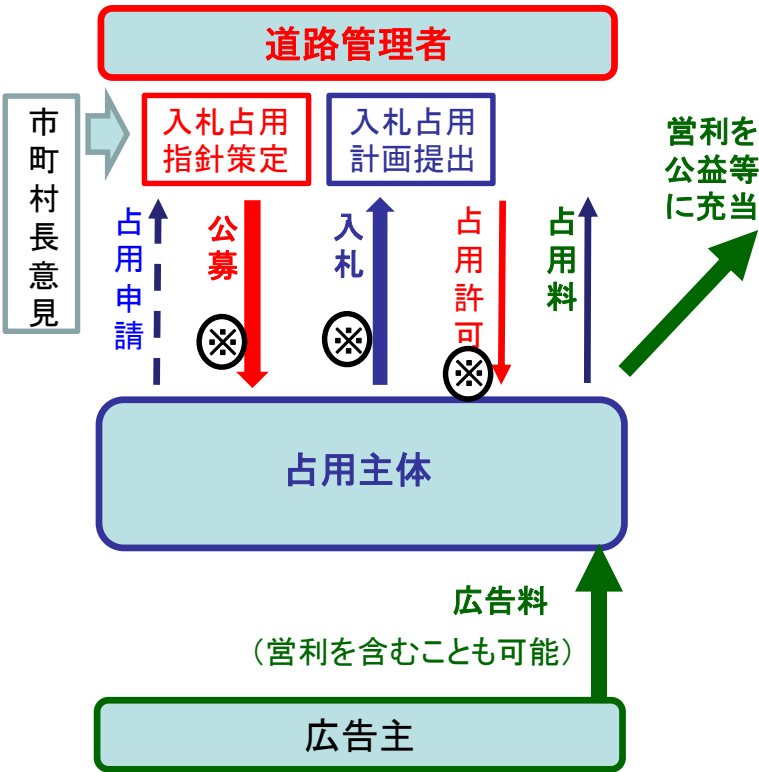 道路管理者
市町村長意見
入札占用
指針策定
入札占用
計画提出
営利を
公益等
に充当
占用申請
公募
※
入札
※
占用許可
※
占用料
占用主体
広告料
（営利を含むことも可能）
広告主